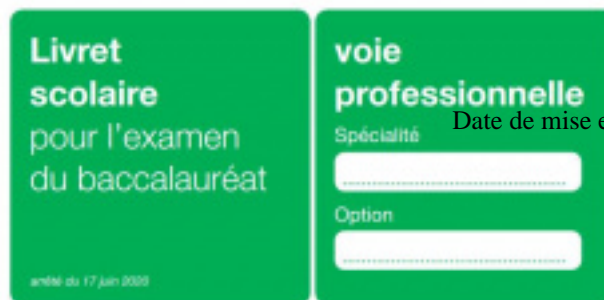 Livret
scolaire
pour l'examen
du baccalauréat
arrêté du 17 juin 2020
voie
professionnelle
Date de mise e
Spécialité
Option